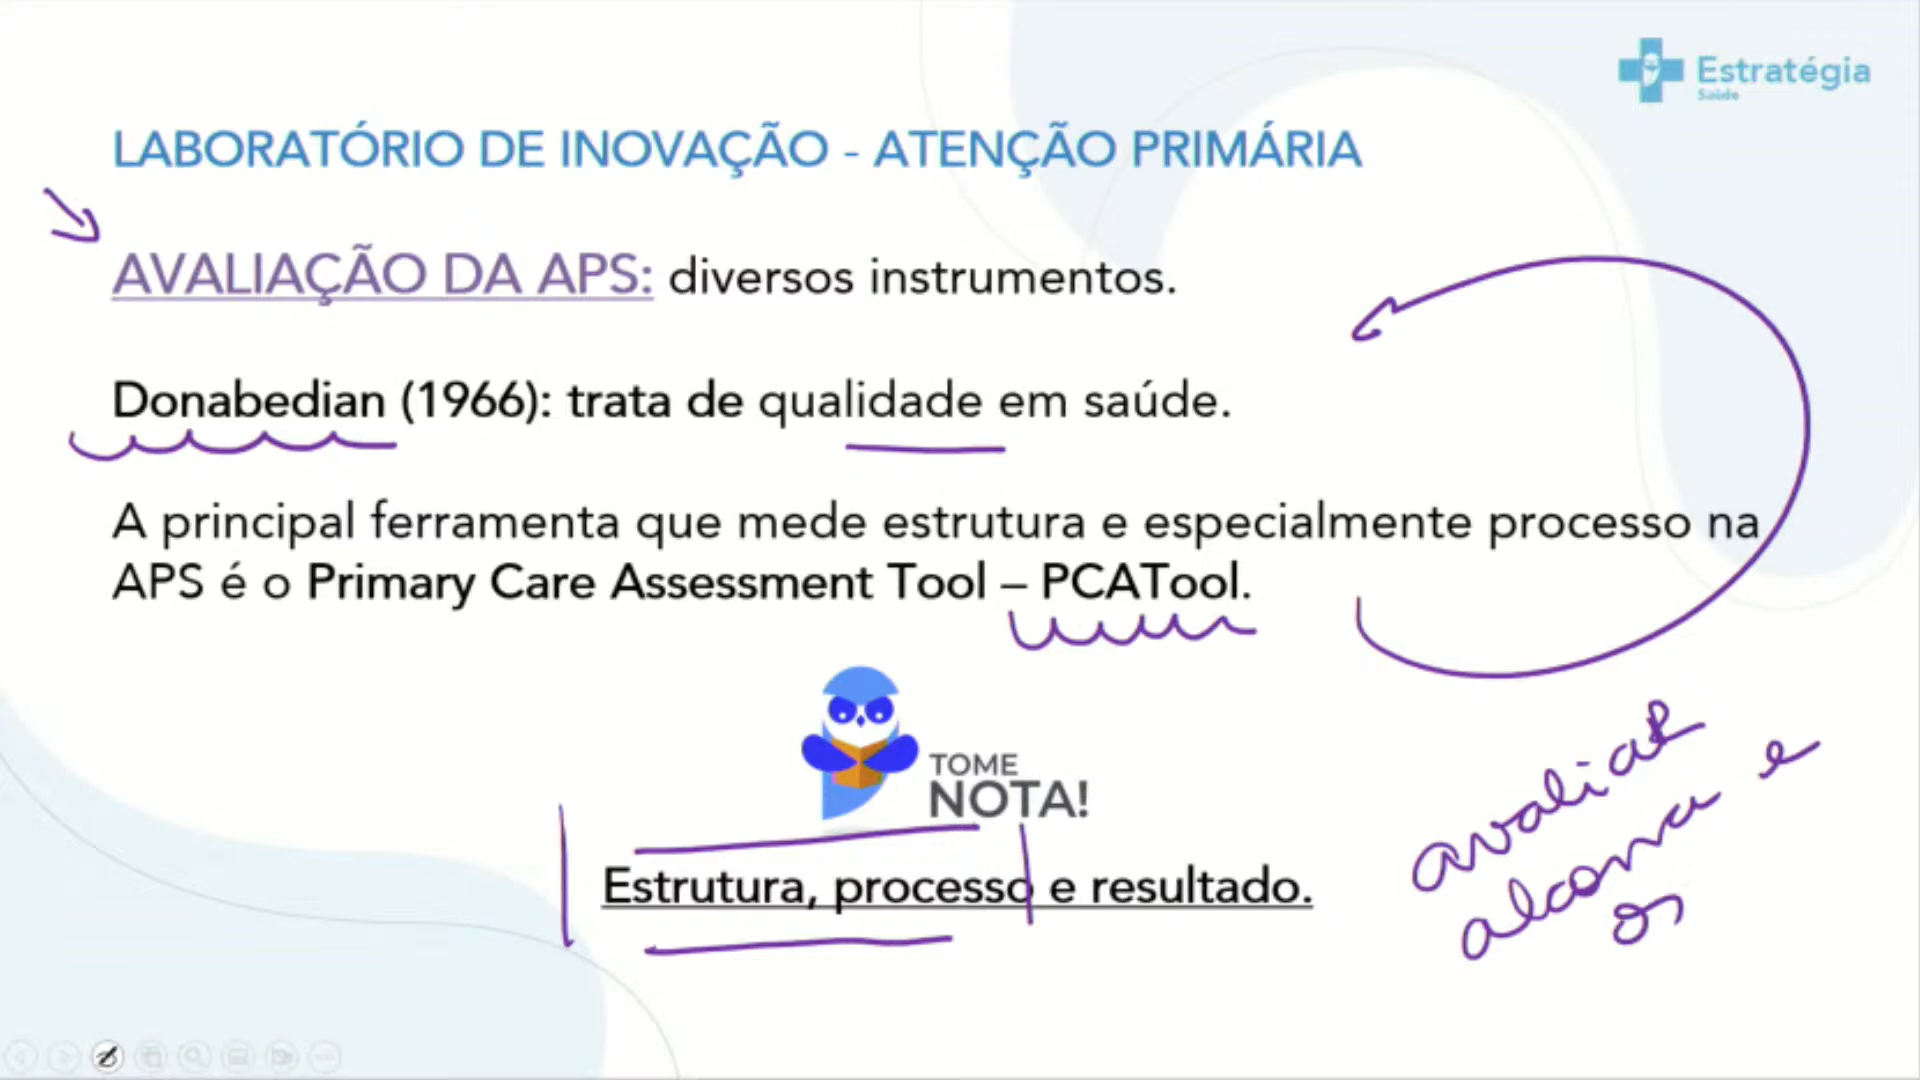 Estratégia
Saúde
LABORATÓRIO DE INOVAÇÃO - ATENÇÃO PRIMÁRIA
AVALIAÇÃO DA APS: diversos instrumentos.
Donabedian (1966): trata de qualidade em saúde.
A principal ferramenta que mede estrutura e especialmente processo na
APS é o Primary Care Assessment Tool – PCATool.
TOME
NOTA!
Estrutura, processo e resultado.
avaliar
e